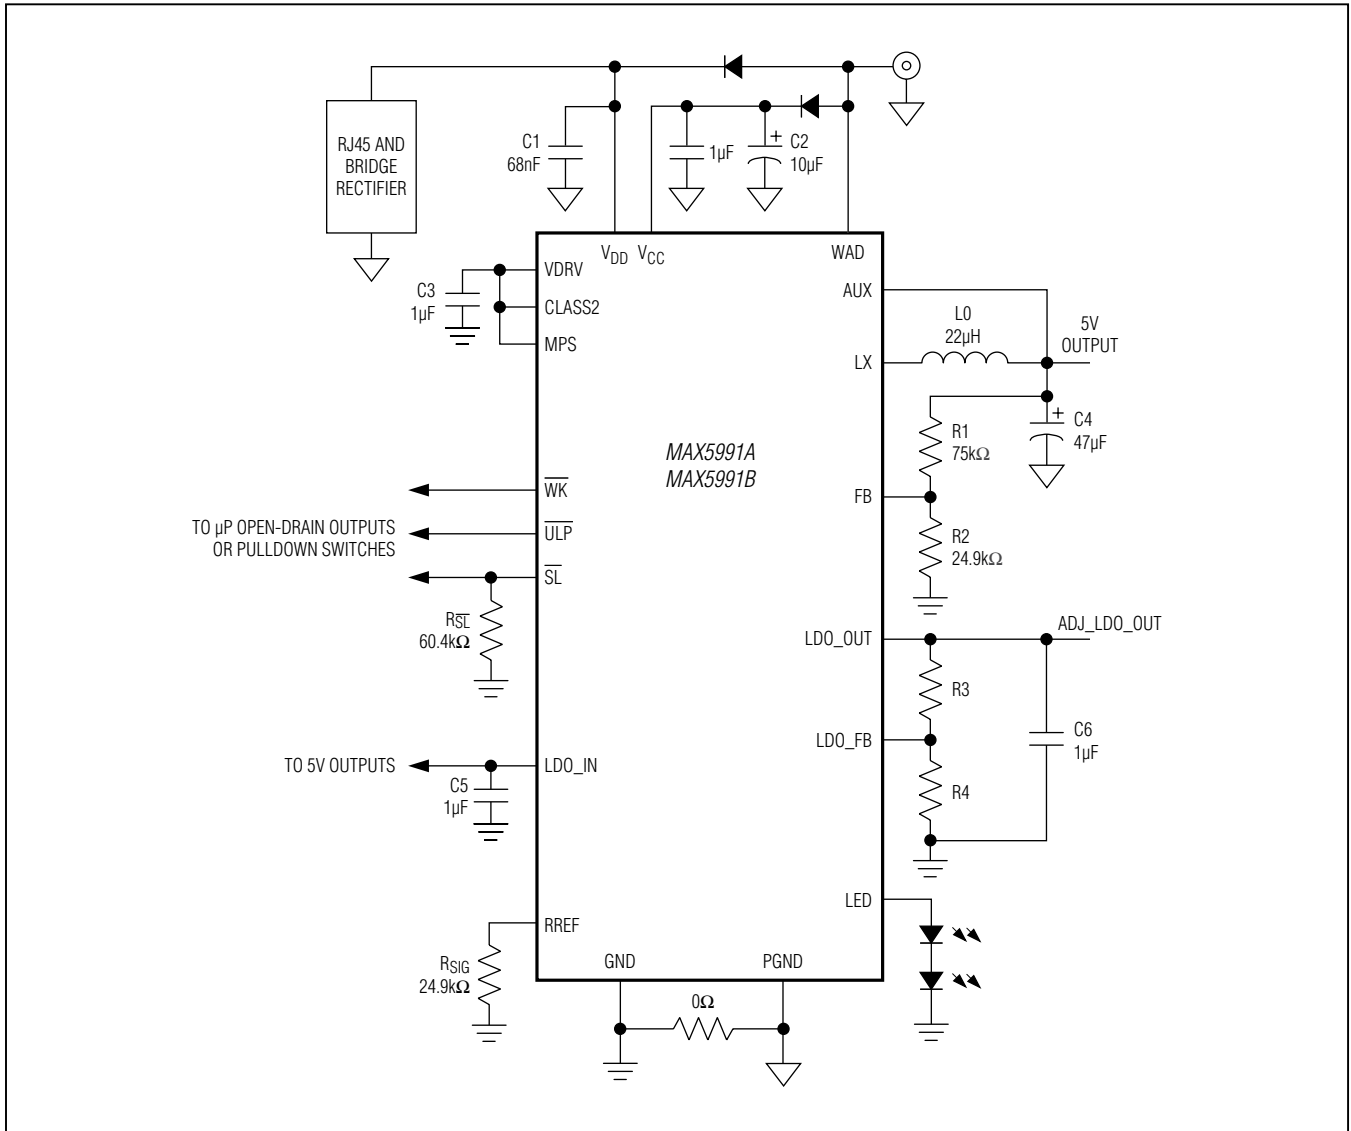 RJ45 AND
BRIDGE
RECTIFIER
C1
68nF
1µF
+
C2
10µF
VDD
VCC
WAD
VDRV
CLASS2
MPS
C3
1µF
AUX
L0
22µH
5V
OUTPUT
LX
R1
75kΩ
+
C4
47µF
MAX5991A
MAX5991B
FB
R2
24.9kΩ
WK
ULP
SL
TO µP OPEN-DRAIN OUTPUTS
OR PULLDOWN SWITCHES
RSL
60.4kΩ
LDO_OUT
ADJ_LDO_OUT
R3
LDO_FB
C6
1µF
R4
TO 5V OUTPUTS
LDO_IN
C5
1µF
LED
RREF
RSIG
24.9kΩ
GND
PGND
0Ω